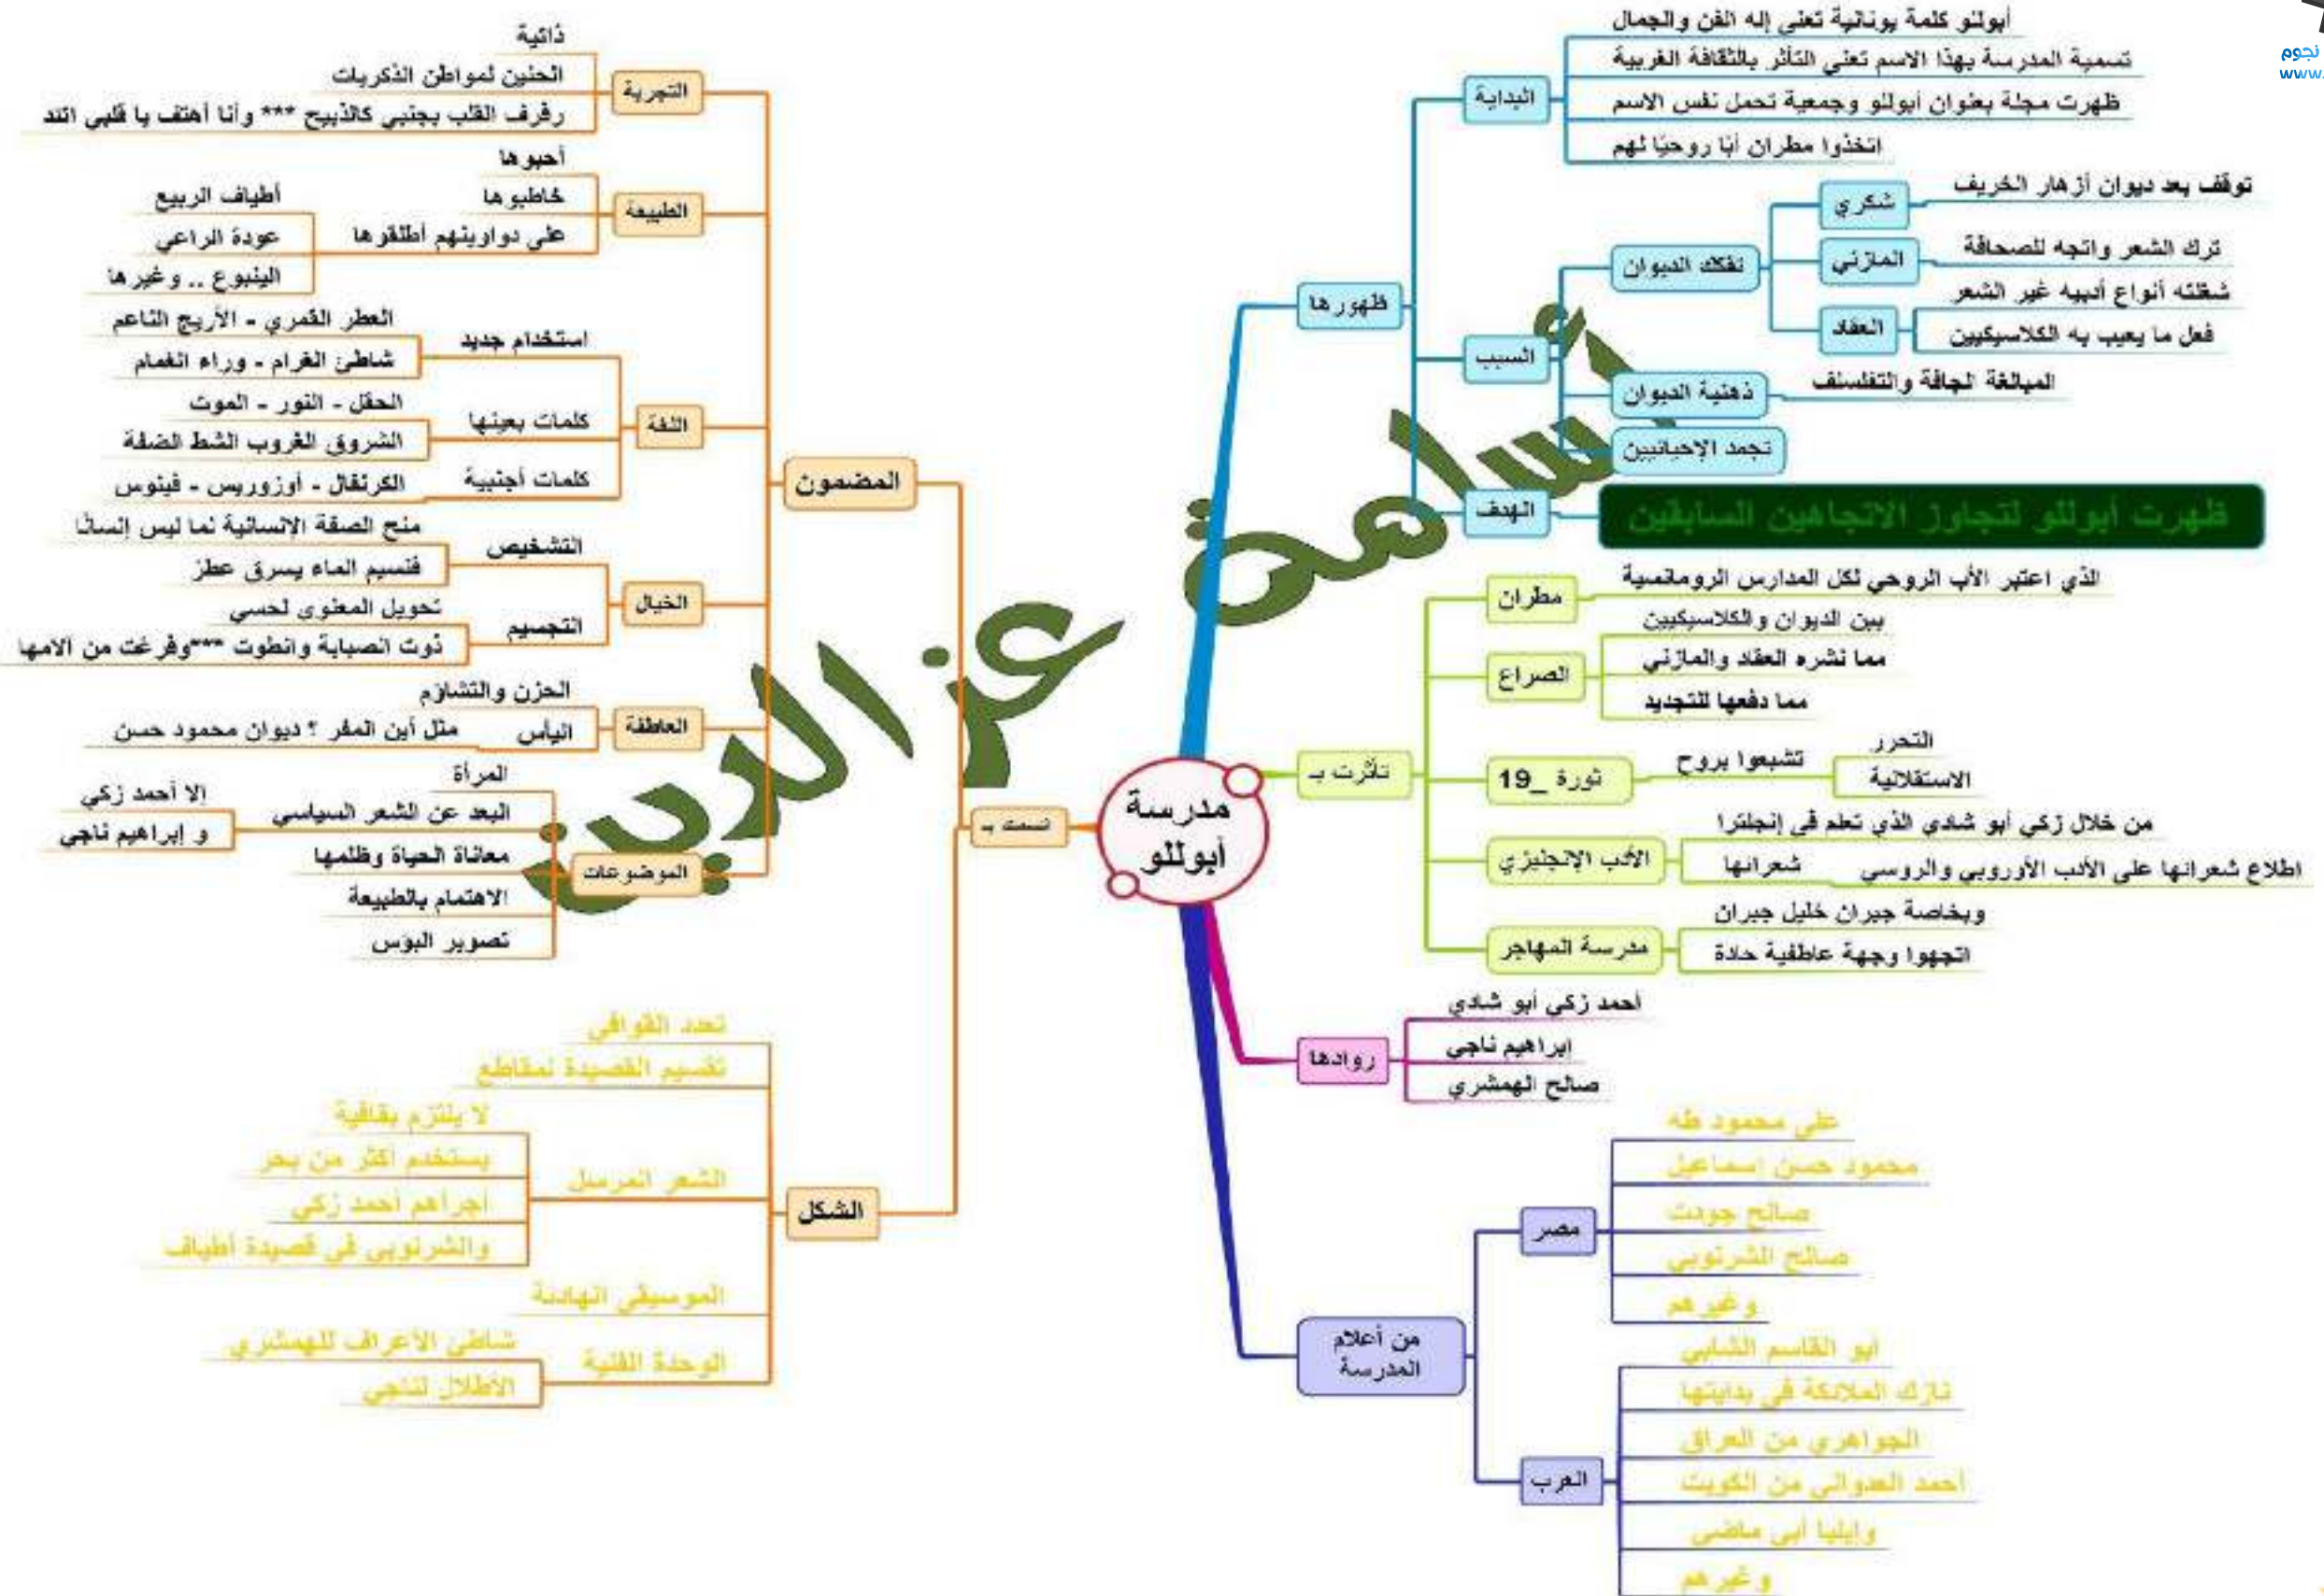 مدرسة
أبوللو
ظهورها
البداية
أبوللو كلمة يونانية تعني إله الفن والجمال
تسمية المدرسة بهذا الاسم تعني التأثر بالثقافة الغربية
ظهرت مجلة بعنوان أبوللو وجمعية تحمل نفس الاسم
اتخذوا مطران أبًا روحيًا لهم
السبب
تفكك الديوان
شكري
توقف بعد ديوان أزهار الخريف
المازني
ترك الشعر واتجه للصحافة
العقاد
شغلته أنواع أدبيه غير الشعر
فعل ما يعيب به الكلاسيكيين
ذهنية الديوان
المبالغة الجافة والتفلسف
تجمد الإحيائيين
الهدف
ظهرت أبوللو لتجاوز الاتجاهين السابقين
تأثرت بـ
مطران
الذي اعتبر الأب الروحي لكل المدارس الرومانسية
الصراع
بين الديوان والكلاسيكيين
مما نشره العقاد والمازني
مما دفعها للتجديد
ثورة _19
تشبعوا بروح
التحرر
الاستقلالية
الأدب الإنجليزي
من خلال زكي أبو شادي الذي تعلم في إنجلترا
شعرائها
اطلاع شعرائها على الأدب الأوروبي والروسي
مدرسة المهاجر
وبخاصة جبران خليل جبران
اتجهوا وجهة عاطفية حادة
روادها
أحمد زكي أبو شادي
إبراهيم ناجي
صالح الهمشري
من أعلام
المدرسة
مصر
علي محمود طه
محمود حسن إسماعيل
صالح جودت
صالح الشرنوبي
وغيرهم
العرب
أبو القاسم الشابي
نازك الملائكة في بدايتها
الجواهري من العراق
أحمد العدواني من الكويت
وإيليا أبي ماضي
وغيرهم
اتسمت بـ
المضمون
التجربة
ذاتية
الحنين لمواطن الذكريات
رفرف القلب بجنبي كالذبيح *** وأنا أهتف يا قلبي اتئد
الطبيعة
أحبوها
خاطبوها
على دواوينهم أطلقوها
أطياف الربيع
عودة الراعي
الينبوع .. وغيرها
اللغة
استخدام جديد
العطر القمري - الأريج الناعم
شاطئ الغرام - وراء الغمام
كلمات بعينها
الحقل - النور - الموت
الشروق الغروب الشط الضفة
كلمات أجنبية
الكرنفال - أوزوريس - فينوس
الخيال
التشخيص
منح الصفة الإنسانية لما ليس إنسانًا
فنسيم الماء يسرق عطز
التجسيم
تحويل المعنوي لحسي
ذوت الصبابة وانطوت ***وفرغت من آلامها
العاطفة
الحزن والتشاؤم
اليأس
مثل أين المفر ؟ ديوان محمود حسن
الموضوعات
المرأة
البعد عن الشعر السياسي
إلا أحمد زكي
و إبراهيم ناجي
معاناة الحياة وظلمها
الاهتمام بالطبيعة
تصوير البؤس
الشكل
تعدد القوافي
تقسيم القصيدة لمقاطع
الشعر المرسل
لا يلتزم بقافية
يستخدم أكثر من بحر
أجرأهم أحمد زكي
والشرنوبي في قصيدة أطياف
الموسيقى الهادئة
الوحدة الفنية
شاطئ الأعراف للهمشري
الأطلال لناجي
أسامة عز الدين
نجوم
www.